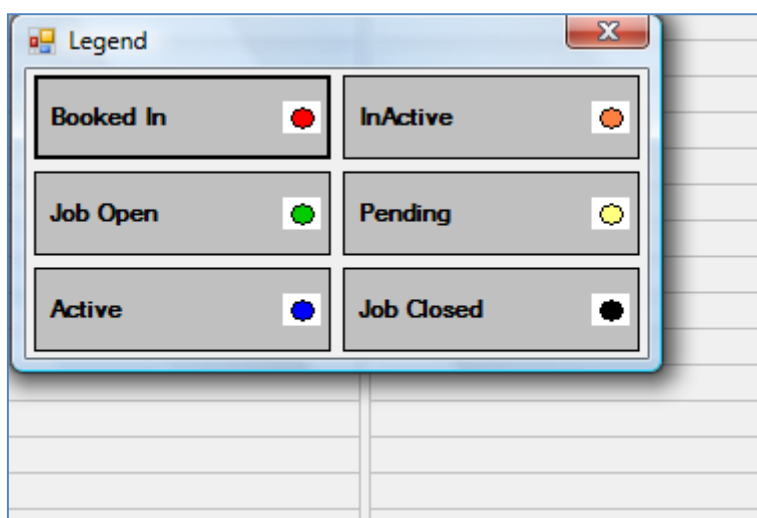 Legend
Booked In
InActive
Job Open
Pending
Active
Job Closed